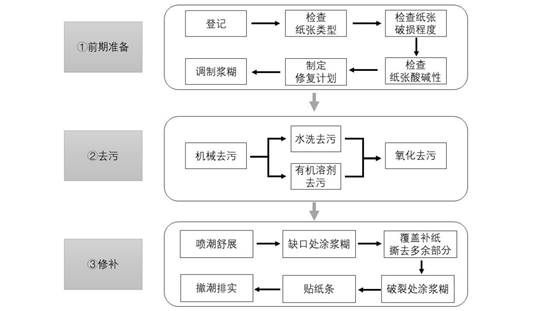 ①前期准备
登记
检查
纸张类型
检查纸张
破损程度
检查
纸张酸碱性
制定
修复计划
调制浆糊
②去污
机械去污
水洗去污
有机溶剂
去污
氧化去污
③修补
喷潮舒展
缺口处涂浆糊
覆盖补纸
撕去多余部分
破裂处涂浆糊
贴纸条
撤潮排实